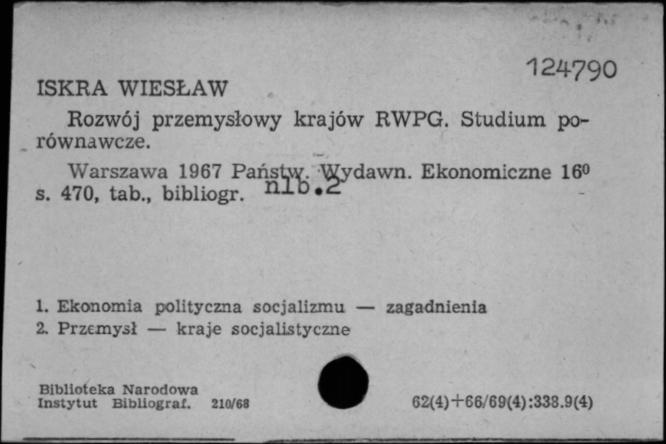 124790
ISKRA WIESŁAW
Rozwój przemysłowy krajów RWPG. Studium po-
równawcze.
Warszawa 1967 Państw. Wydawn. Ekonomiczne 16⁰
s. 470, tab., bibliogr. nlb.2
1. Ekonomia polityczna socjalizmu — zagadnienia
2. Przemysł — kraje socjalistyczne
Biblioteka Narodowa
Instytut Bibliograf. 210/68
62(4)+66/69(4):338.9(4)